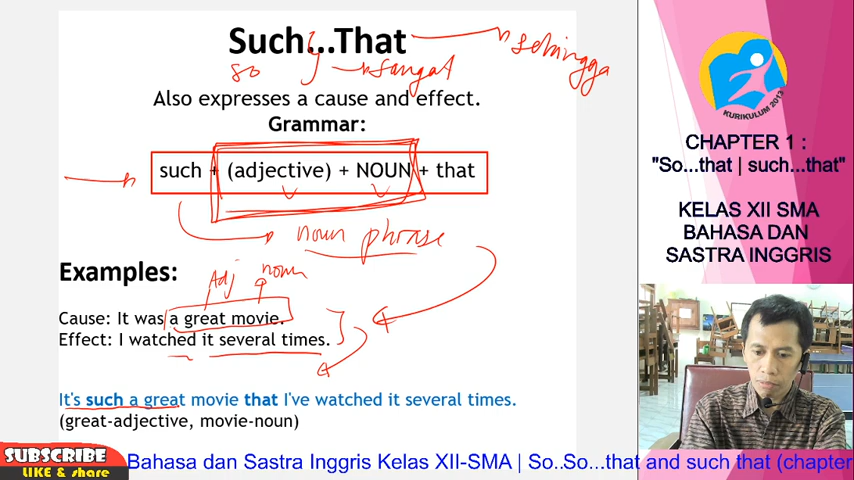 Such...That
sehingga
so
sangat
Also expresses a cause and effect.
Grammar:
such + (adjective) + NOUN + that
noun phrase
Examples:
Adj noun
Cause: It was a great movie.
Effect: I watched it several times.
It's such a great movie that I've watched it several times.
(great-adjective, movie-noun)
KURIKULUM 2013
CHAPTER 1 :
"So...that | such...that"
KELAS XII SMA
BAHASA DAN
SASTRA INGGRIS
SUBSCRIBE
LIKE & share
Bahasa dan Sastra Inggris Kelas XII-SMA | So..So...that and such that (chapter